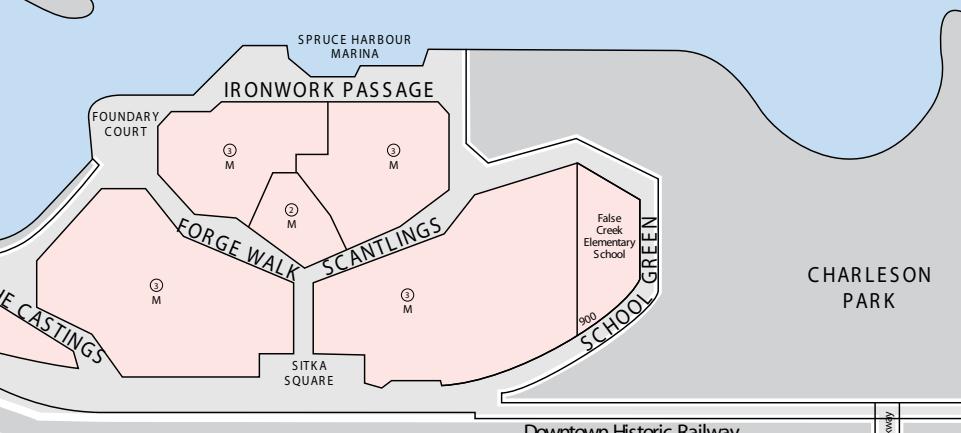 SPRUCE HARBOUR
MARINA
IRONWORK PASSAGE
FOUNDARY
COURT
3
M
3
M
2
M
FORGE WALK
SCANTLINGS
False
Creek
Elementary
School
SCHOOL GREEN
900
CHARLESON
PARK
3
M
3
M
CASTINGS
SITKA
SQUARE
Downtown Historic Railway